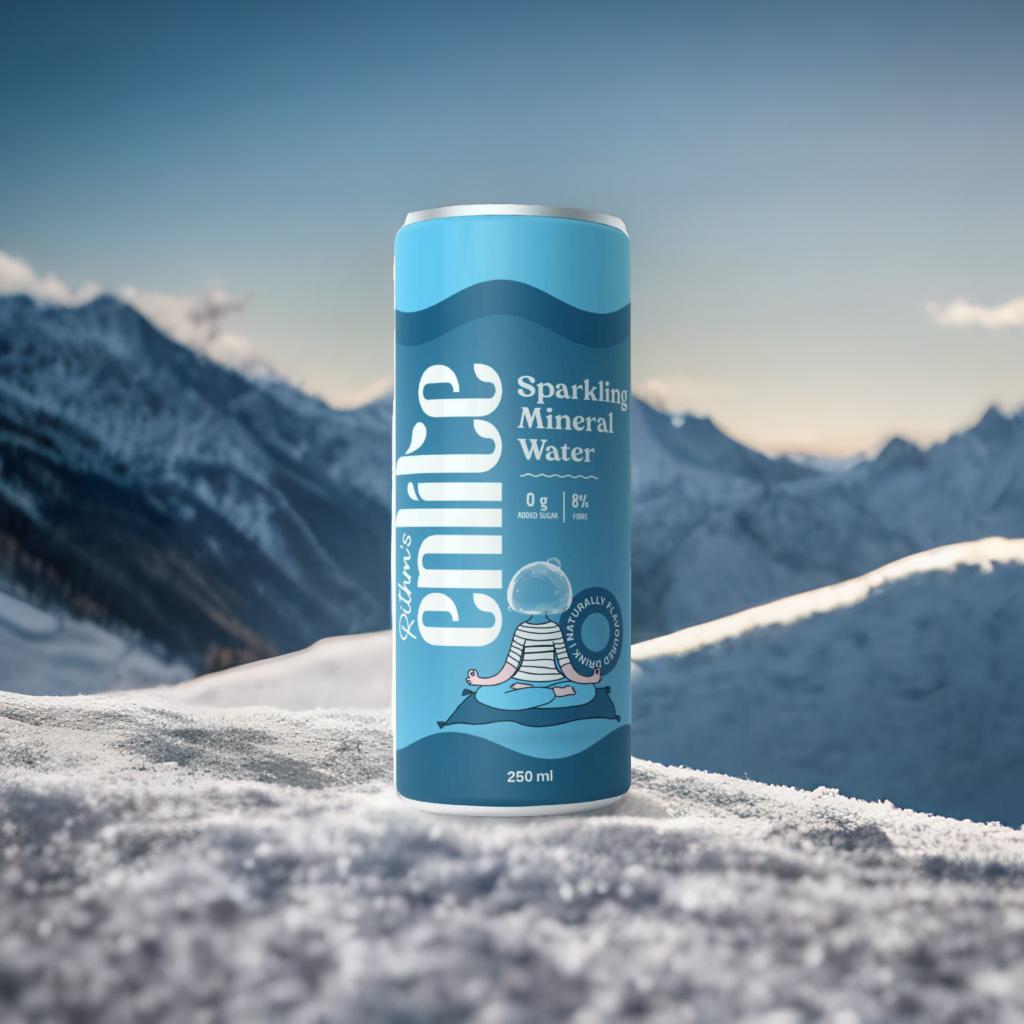 Rithm's
enlite
Sparkling
Mineral
Water
0 g
ADDED SUGAR
8%
FIBRE
NATURALLY FLAVOURED DRINK |
250 ml